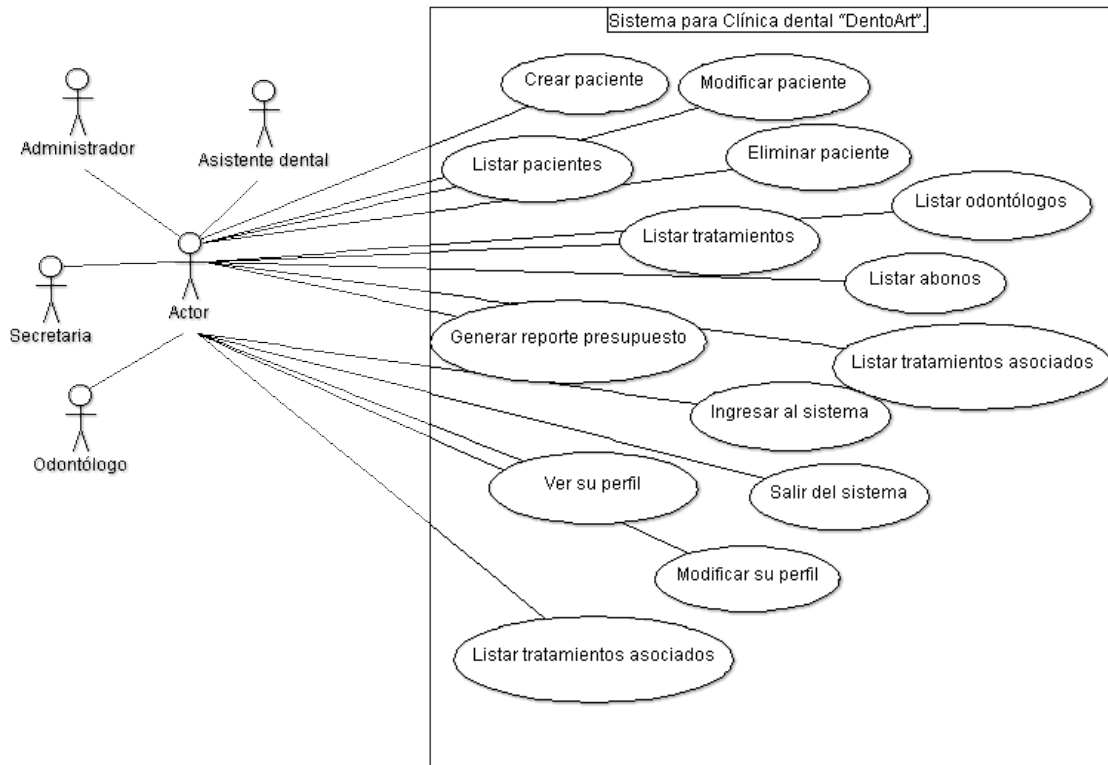 Sistema para Clínica dental “DentoArt”.
Crear paciente
Modificar paciente
Administrador
Asistente dental
Listar pacientes
Eliminar paciente
Listar odontólogos
Listar tratamientos
Listar abonos
Actor
Secretaria
Generar reporte presupuesto
Listar tratamientos asociados
Ingresar al sistema
Odontólogo
Ver su perfil
Salir del sistema
Modificar su perfil
Listar tratamientos asociados